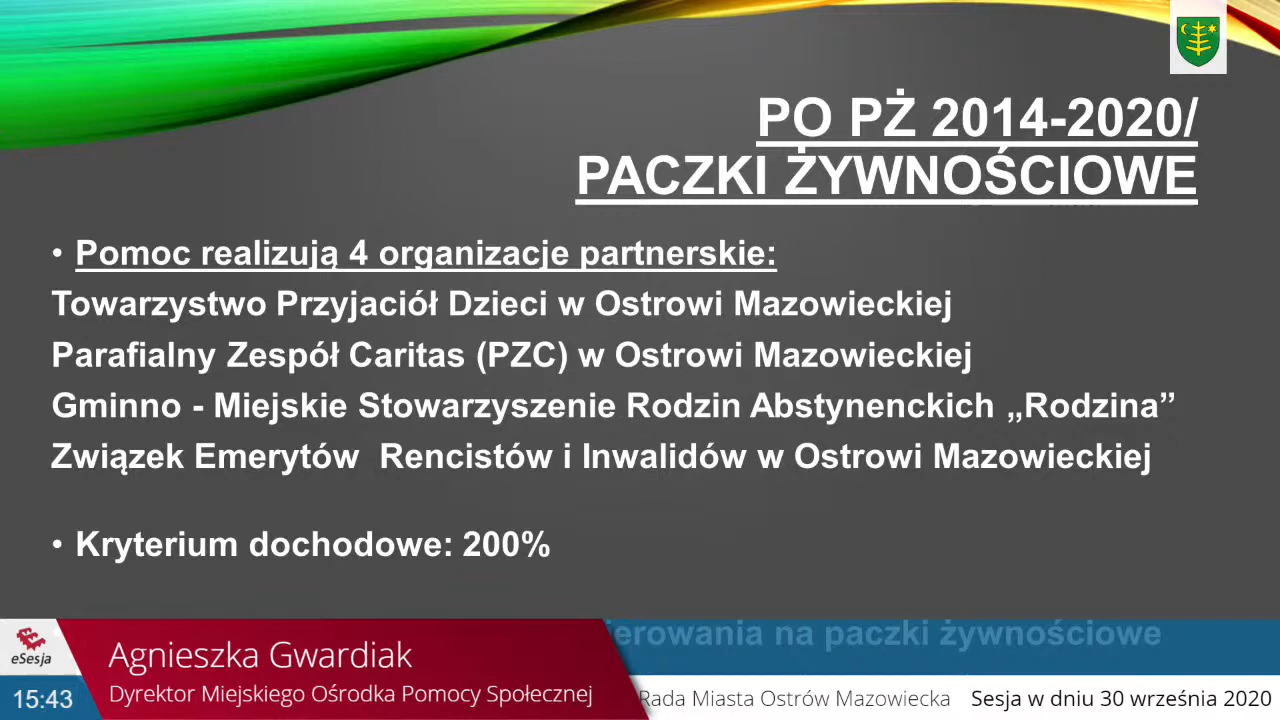 PO PŻ 2014-2020/
PACZKI ŻYWNOŚCIOWE
• Pomoc realizują 4 organizacje partnerskie:
Towarzystwo Przyjaciół Dzieci w Ostrowi Mazowieckiej
Parafialny Zespół Caritas (PZC) w Ostrowi Mazowieckiej
Gminno - Miejskie Stowarzyszenie Rodzin Abstynenckich „Rodzina”
Związek Emerytów Rencistów i Inwalidów w Ostrowi Mazowieckiej
• Kryterium dochodowe: 200%
na paczki żywnościowe
eSesja
Agnieszka Gwardiak
Dyrektor Miejskiego Ośrodka Pomocy Społecznej
15:43
Rada Miasta Ostrów Mazowiecka Sesja w dniu 30 września 2020